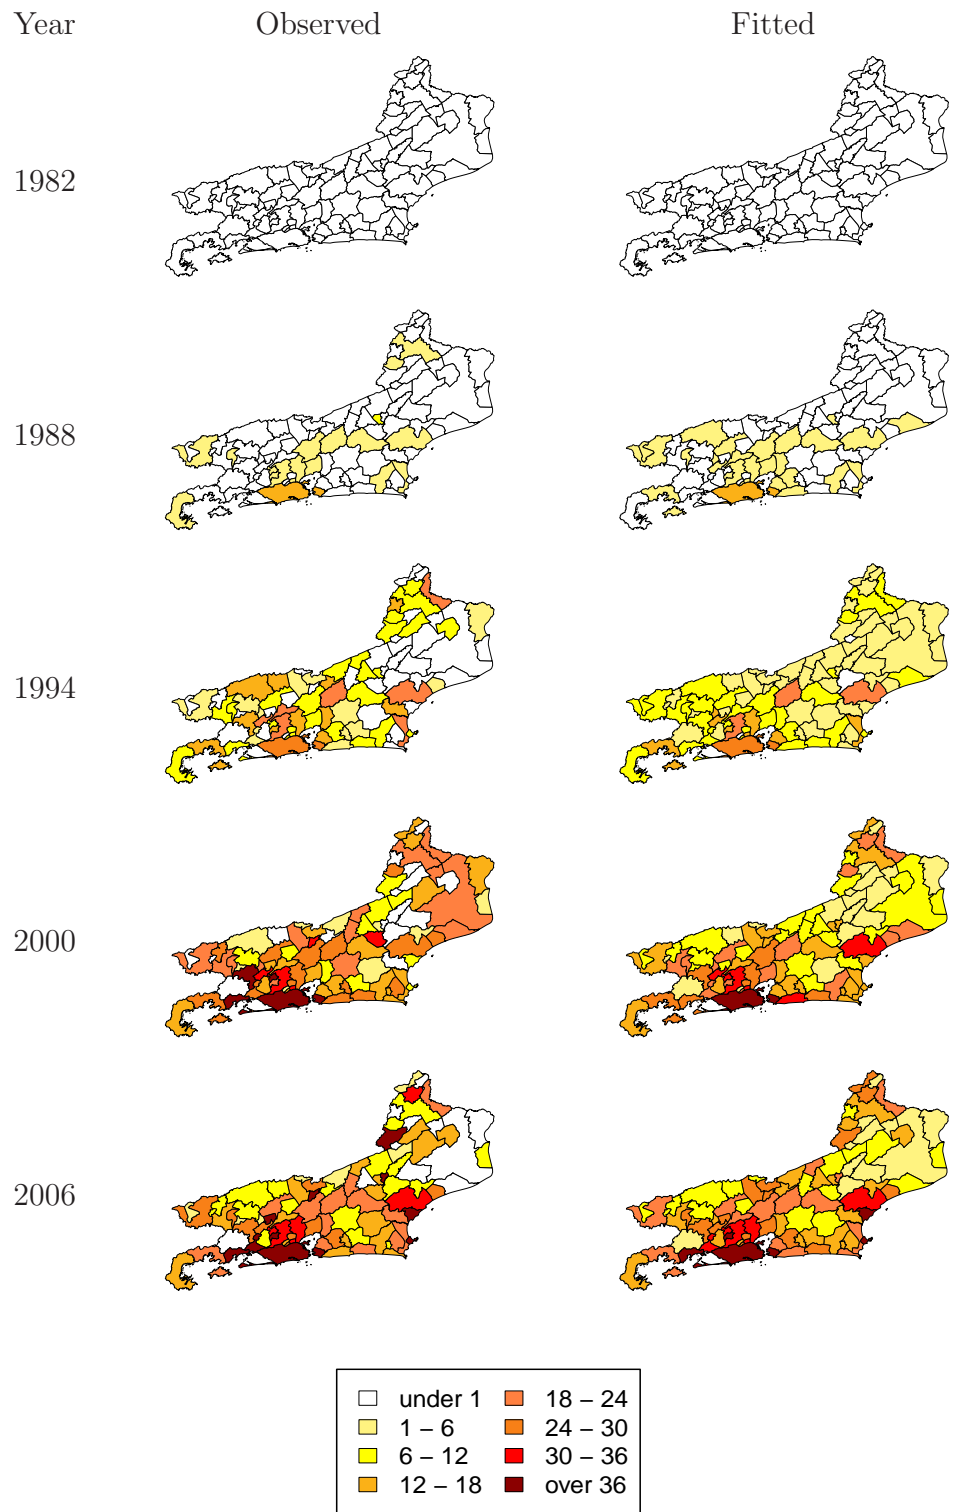 Year Observed Fitted
1982
1988
1994
2000
2006
under 1 18 – 24
1 – 6 24 – 30
6 – 12 30 – 36
12 – 18 over 36